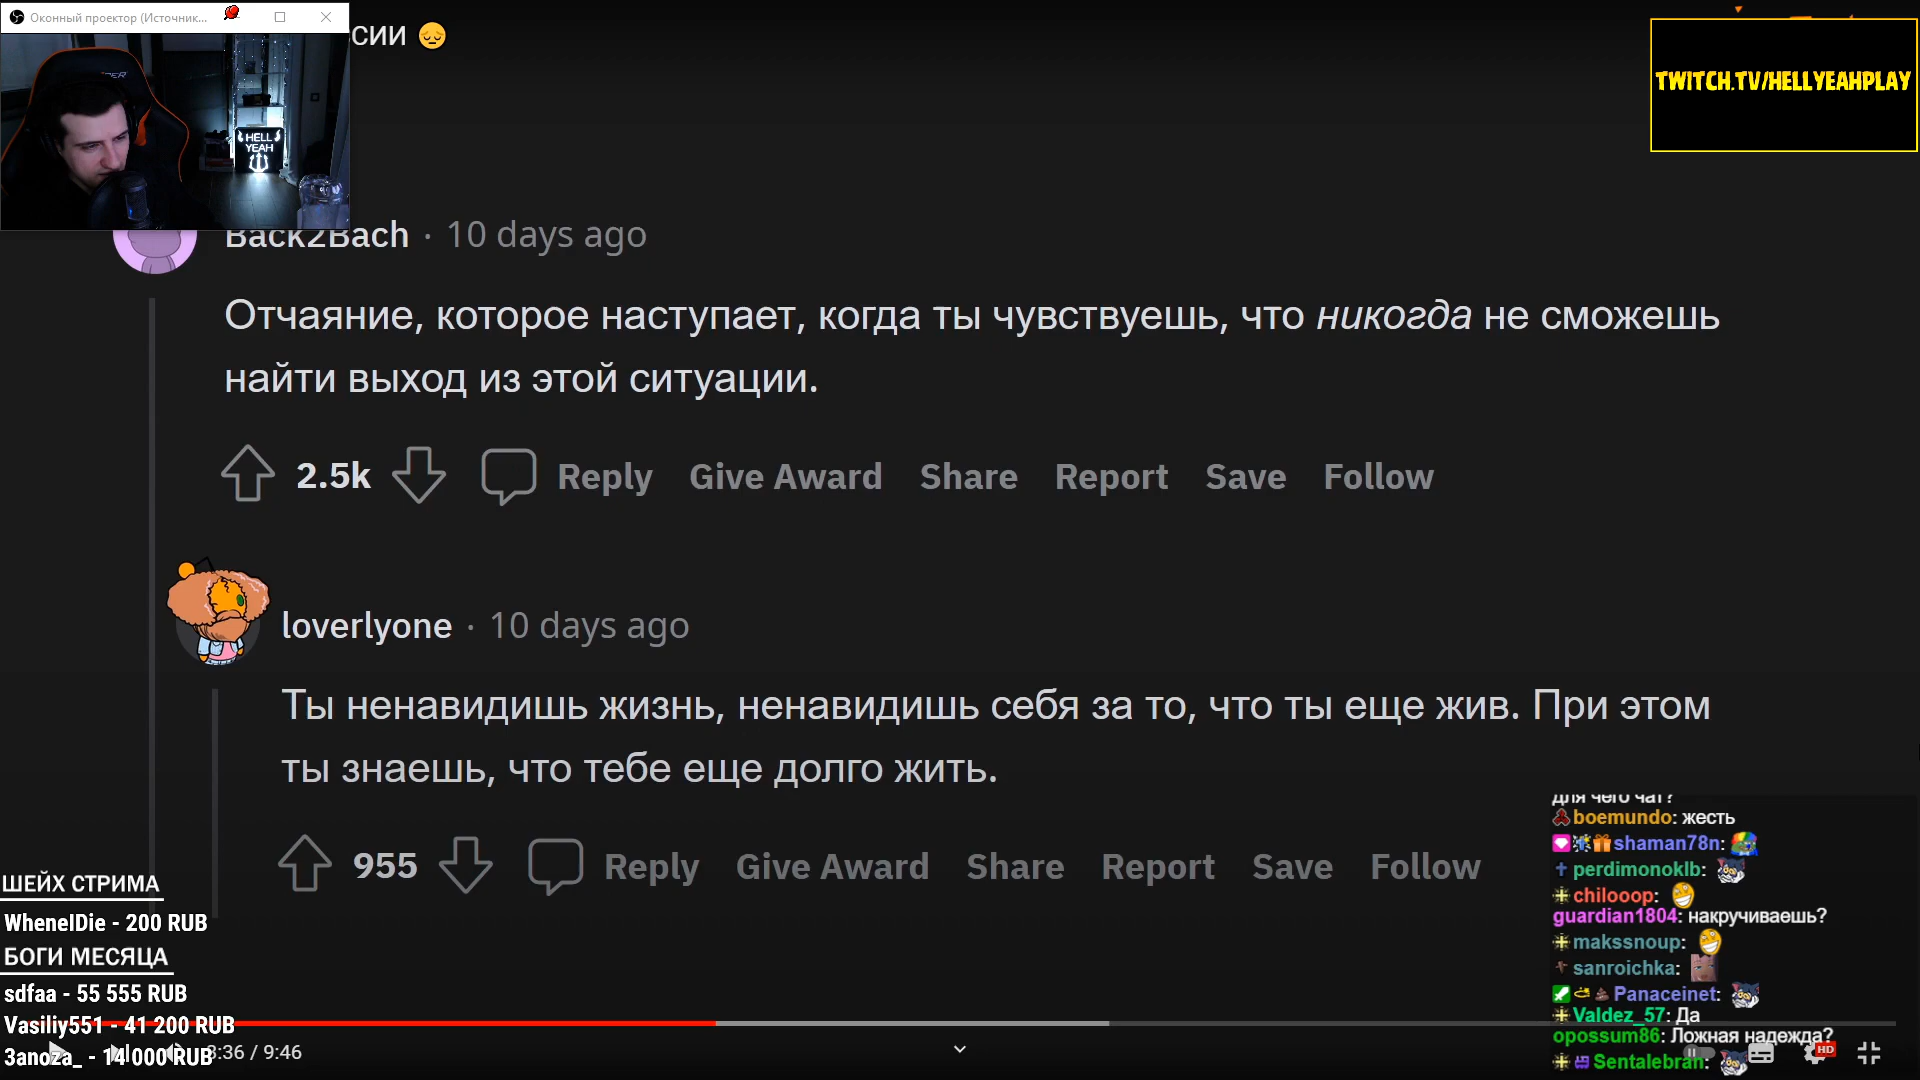 Оконный проектор (Источник...
сии 😔
TWITCH.TV/HELLYEAHPLAY
HELL
YEAH
Back2Bach · 10 days ago
Отчаяние, которое наступает, когда ты чувствуешь, что никогда не сможешь
найти выход из этой ситуации.
2.5k Reply Give Award Share Report Save Follow
loverlyone · 10 days ago
Ты ненавидишь жизнь, ненавидишь себя за то, что ты еще жив. При этом
ты знаешь, что тебе еще долго жить.
955 Reply Give Award Share Report Save Follow
для чего чат?
boemundo: жесть
shaman78n:
perdimonoklb:
chilooop:
guardian1804: накручиваешь?
makssnoup:
sanroichka:
Panaceinet:
Valdez_57: Да
opossum86: Ложная надежда?
Sentalebran:
ШЕЙХ СТРИМА
WhenelDie - 200 RUB
БОГИ МЕСЯЦА
sdfaa - 55 555 RUB
Vasiliy551 - 41 200 RUB
3anoza_ - 14 000 RUB
3:36 / 9:46
HD